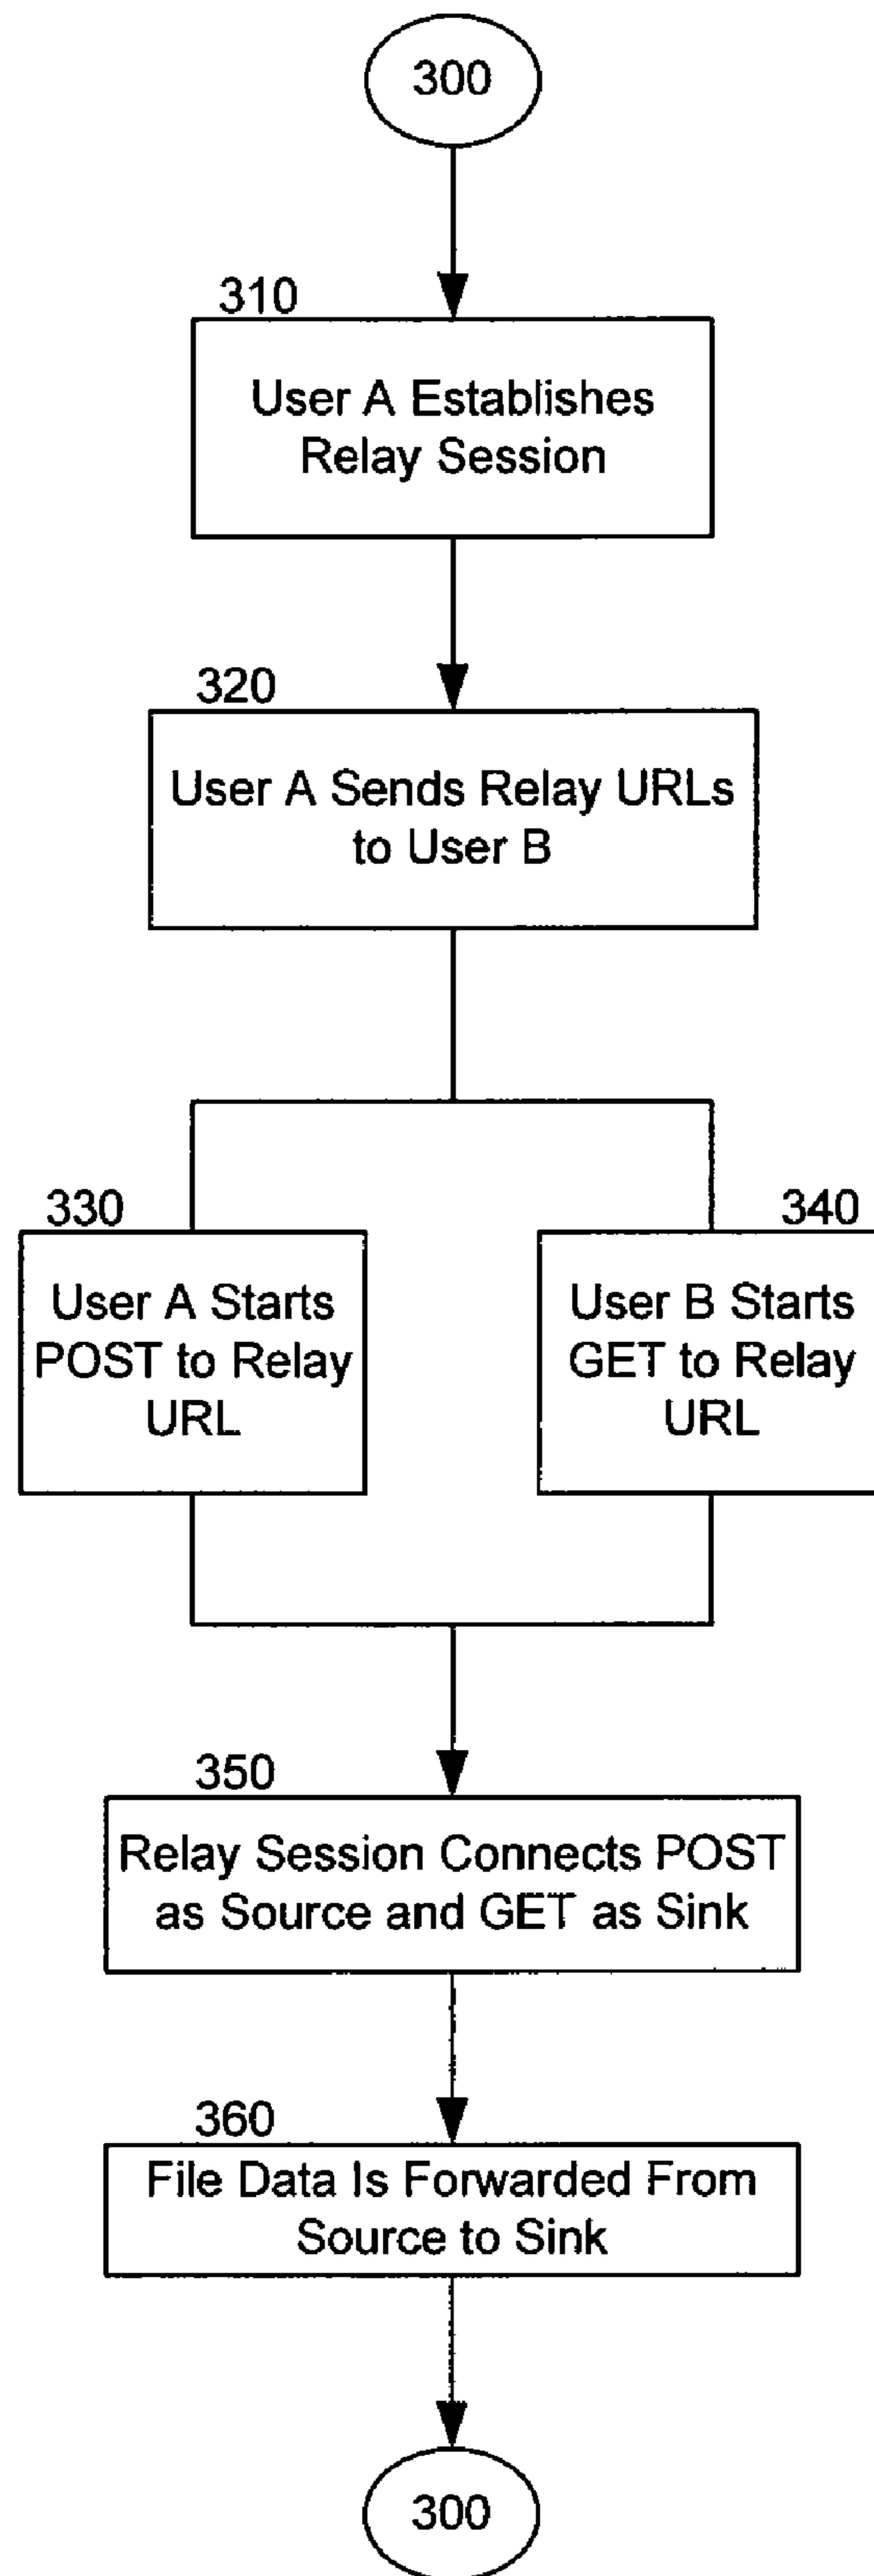 300
310
User A Establishes
Relay Session
320
User A Sends Relay URLs
to User B
330
User A Starts
POST to Relay
URL
340
User B Starts
GET to Relay
URL
350
Relay Session Connects POST
as Source and GET as Sink
360
File Data Is Forwarded From
Source to Sink
300